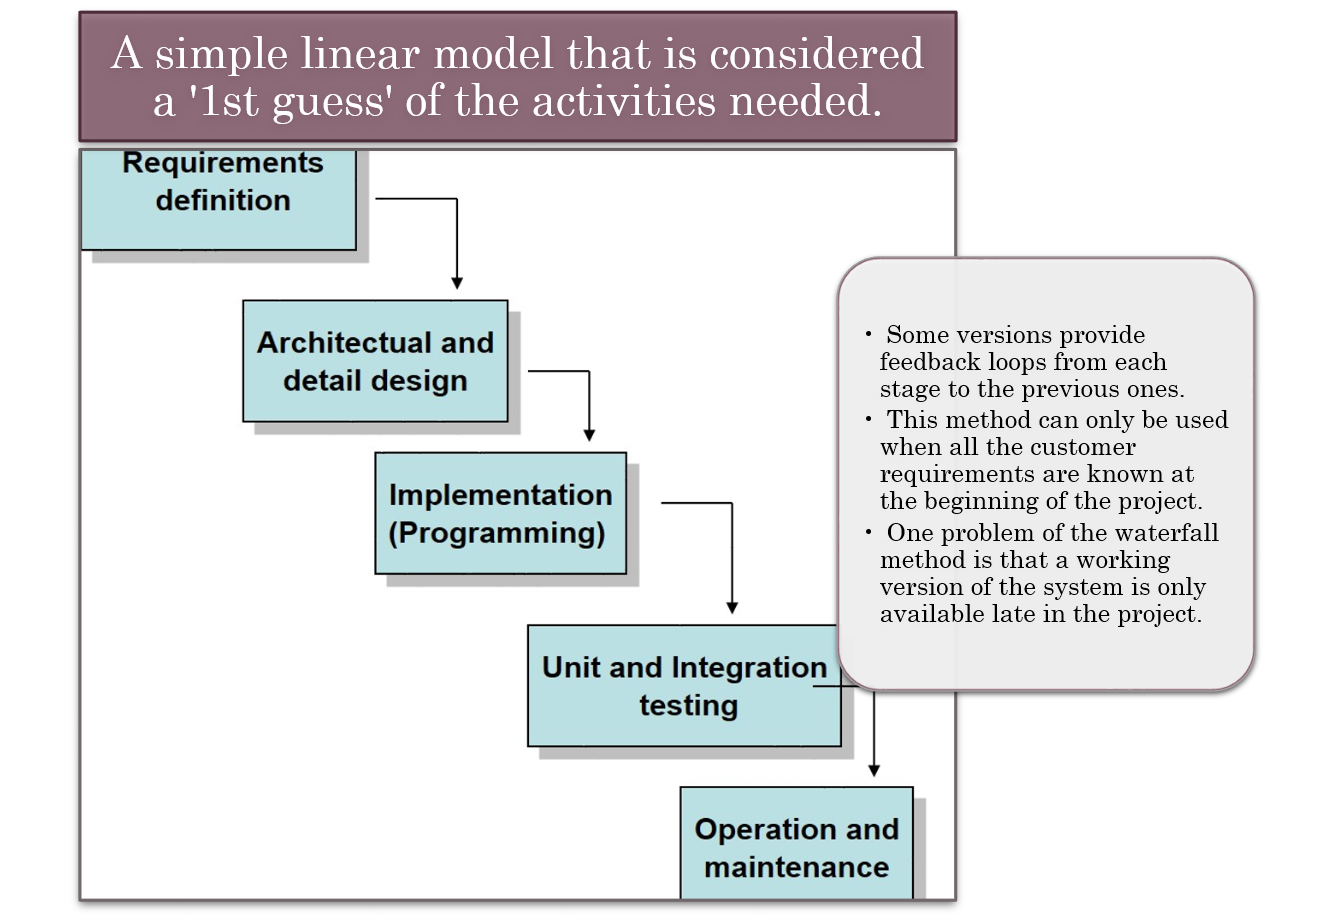 A simple linear model that is considered
a '1st guess' of the activities needed.
Requirements
definition
Architectual and
detail design
Implementation
(Programming)
Unit and Integration
testing
Operation and
maintenance
• Some versions provide
feedback loops from each
stage to the previous ones.
• This method can only be used
when all the customer
requirements are known at
the beginning of the project.
• One problem of the waterfall
method is that a working
version of the system is only
available late in the project.